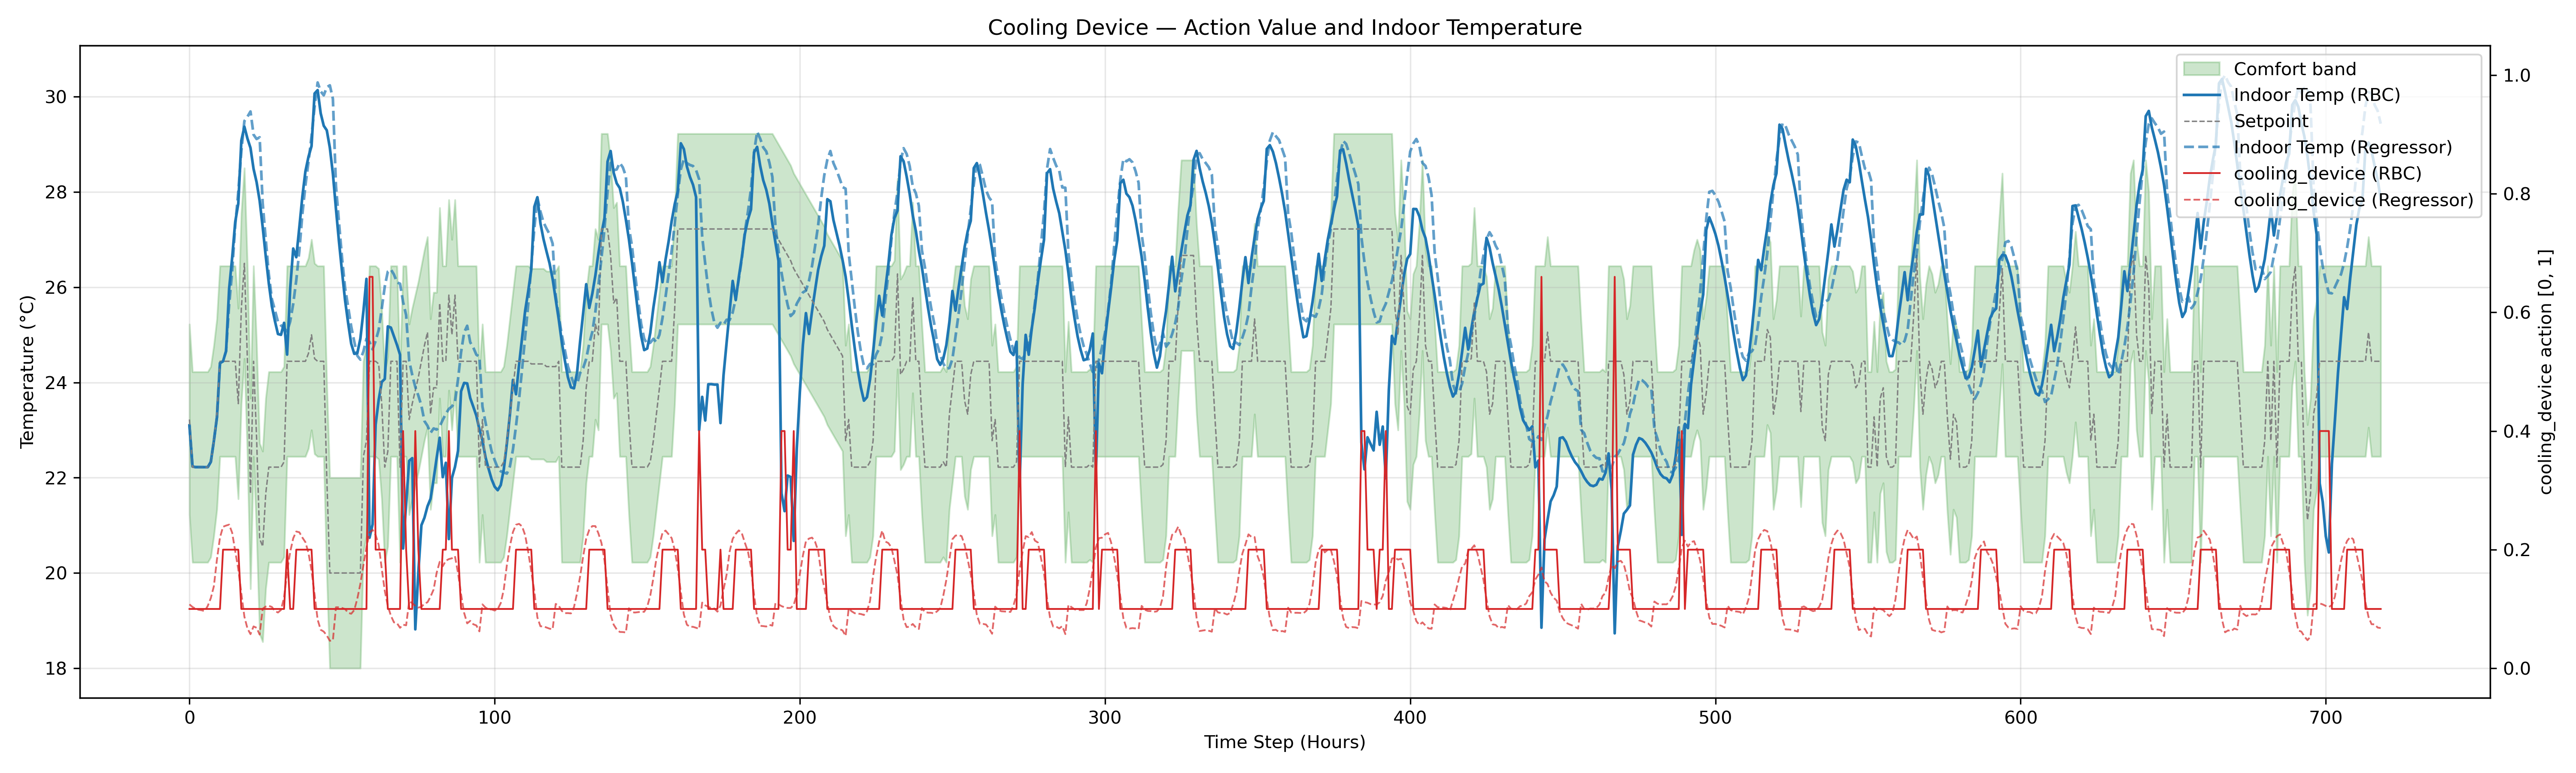 Cooling Device — Action Value and Indoor Temperature
Temperature (°C)
30
28
26
24
22
20
18
0
100
200
300
400
500
600
700
Time Step (Hours)
1.0
0.8
0.6
0.4
0.2
0.0
cooling_device action [0, 1]
Comfort band
Indoor Temp (RBC)
Setpoint
Indoor Temp (Regressor)
cooling_device (RBC)
cooling_device (Regressor)